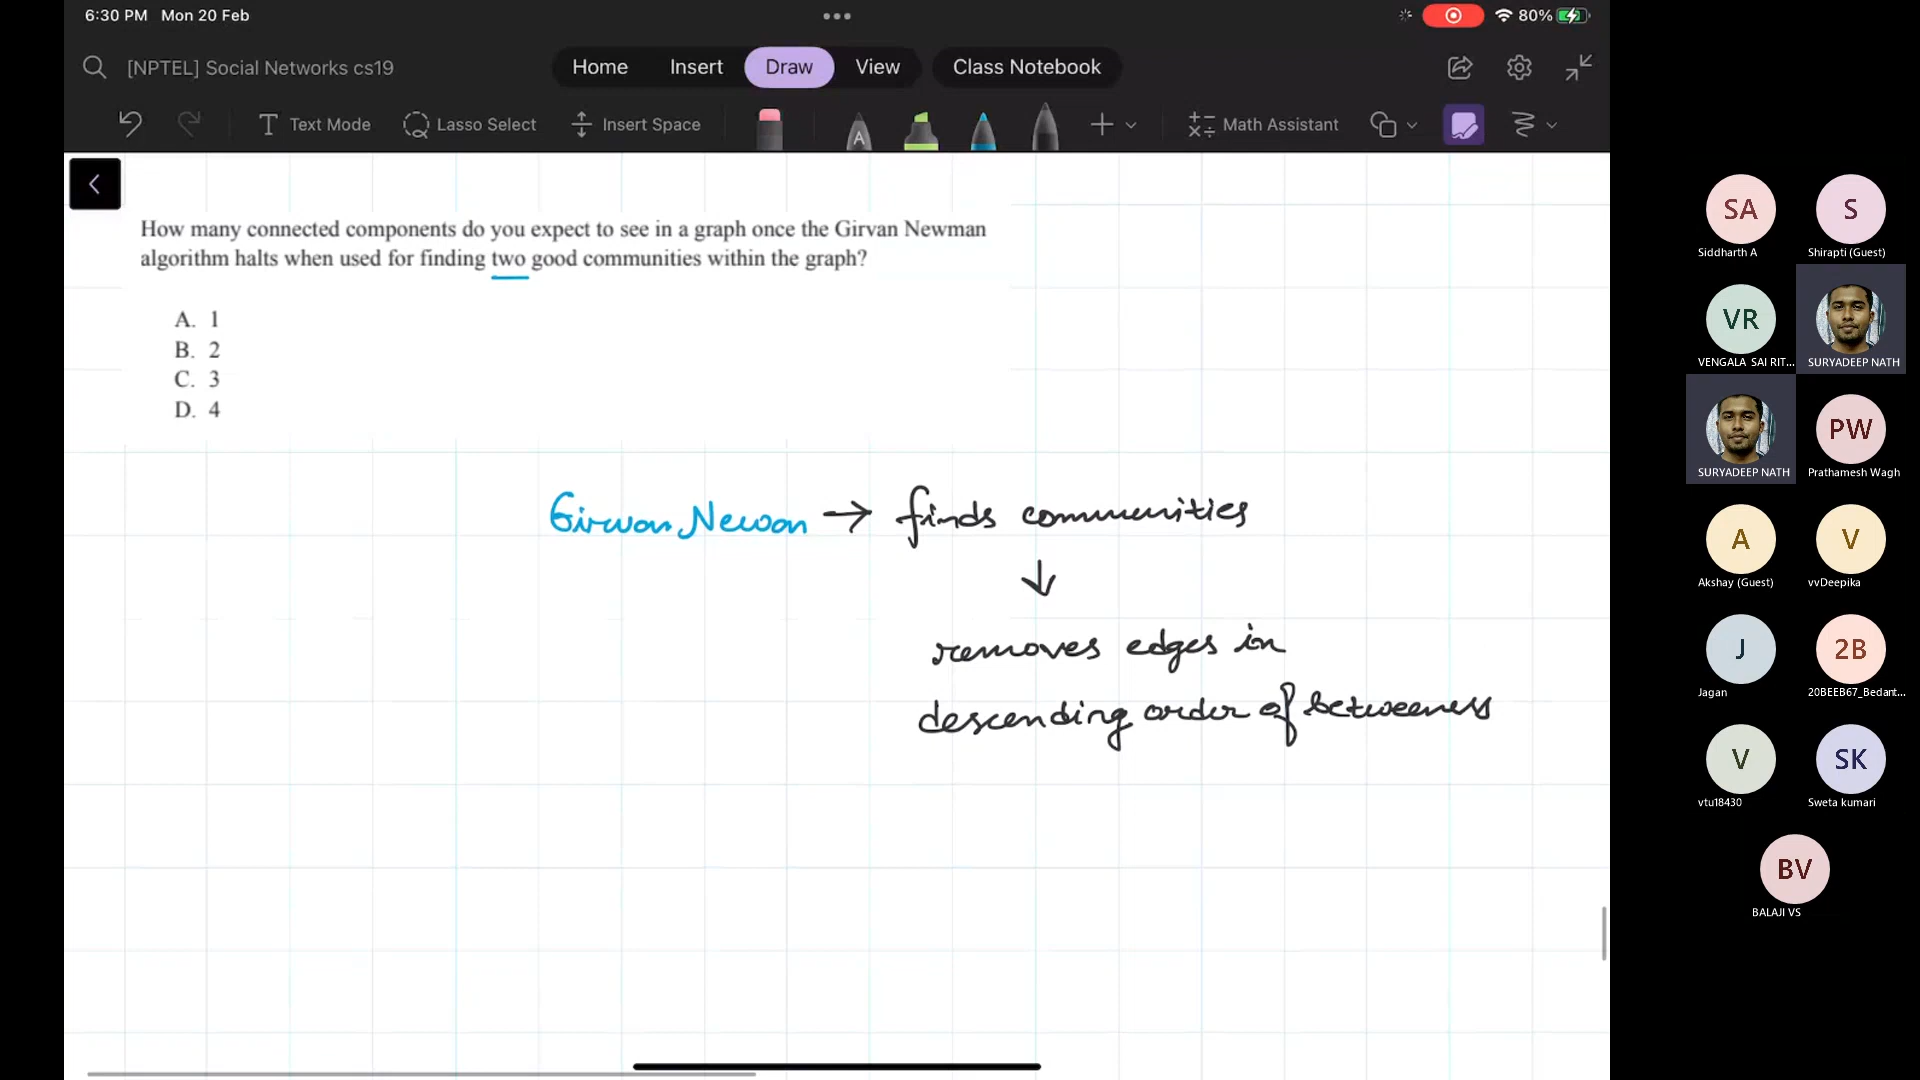 6:30 PM Mon 20 Feb
80%
[NPTEL] Social Networks cs19
Home Insert Draw View Class Notebook
Text Mode Lasso Select Insert Space A Math Assistant
How many connected components do you expect to see in a graph once the Girvan Newman
algorithm halts when used for finding two good communities within the graph?
A. 1
B. 2
C. 3
D. 4
Girwan Newan → finds communities
↓
removes edges in
descending order of betweeness
SA S
Siddharth A Shirapti (Guest)
VR
VENGALA SAI RIT... SURYADEEP NATH
PW
SURYADEEP NATH Prathamesh Wagh
A V
Akshay (Guest) vvDeepika
J 2B
Jagan 20BEEB67_Bedant...
V SK
vtu18430 Sweta kumari
BV
BALAJI VS